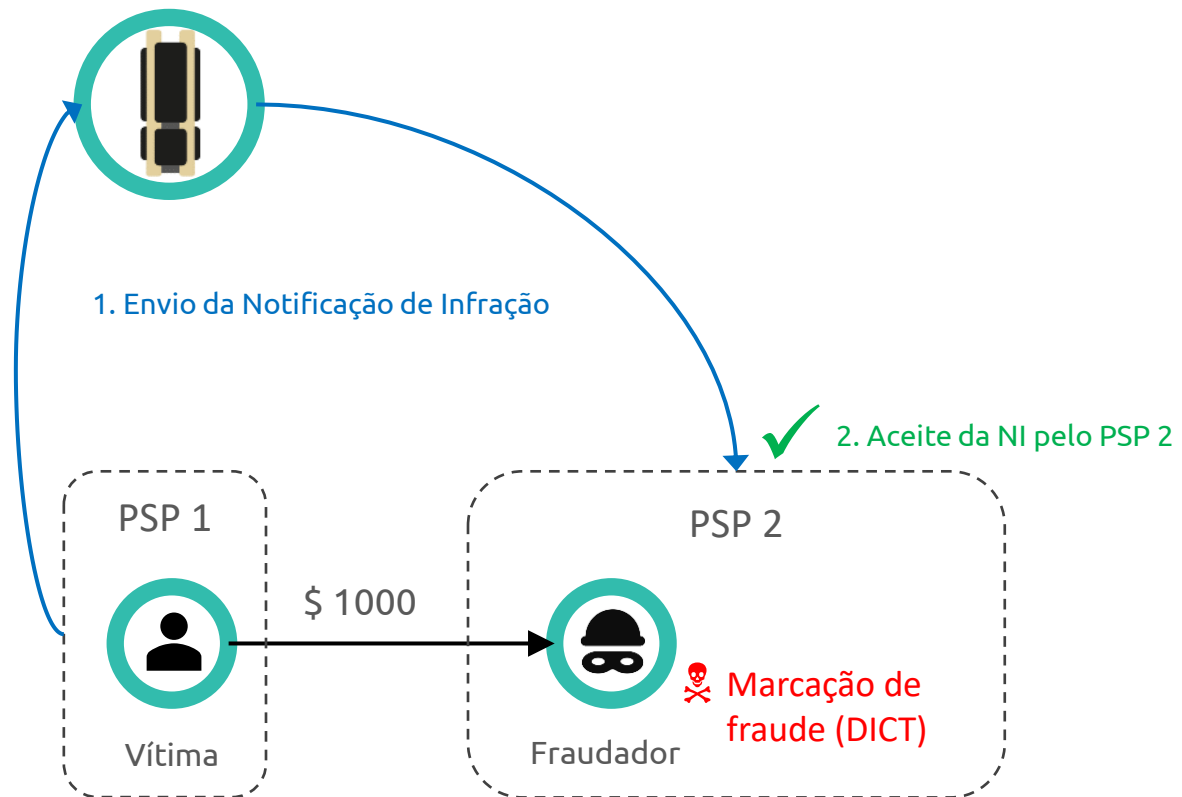 1. Envio da Notificação de Infração
2. Aceite da NI pelo PSP 2
PSP 1
PSP 2
$ 1000
Marcação de
fraude (DICT)
Vítima
Fraudador